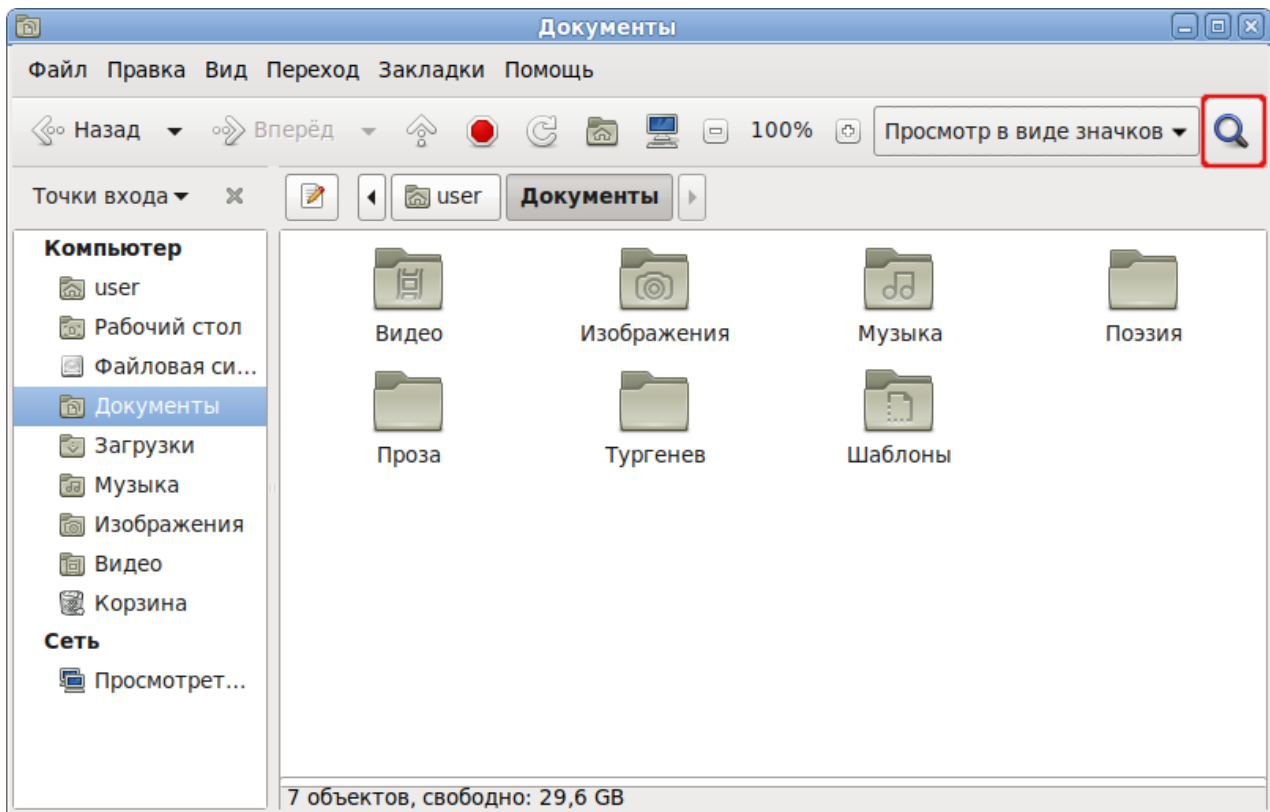 Документы
Файл Правка Вид Переход Закладки Помощь
Назад Вперёд 100% Просмотр в виде значков
Точки входа user Документы
Компьютер
user
Рабочий стол
Файловая си...
Документы
Загрузки
Музыка
Изображения
Видео
Корзина
Сеть
Просмотрет...
Видео Изображения Музыка Поэзия
Проза Тургенев Шаблоны
7 объектов, свободно: 29,6 GB